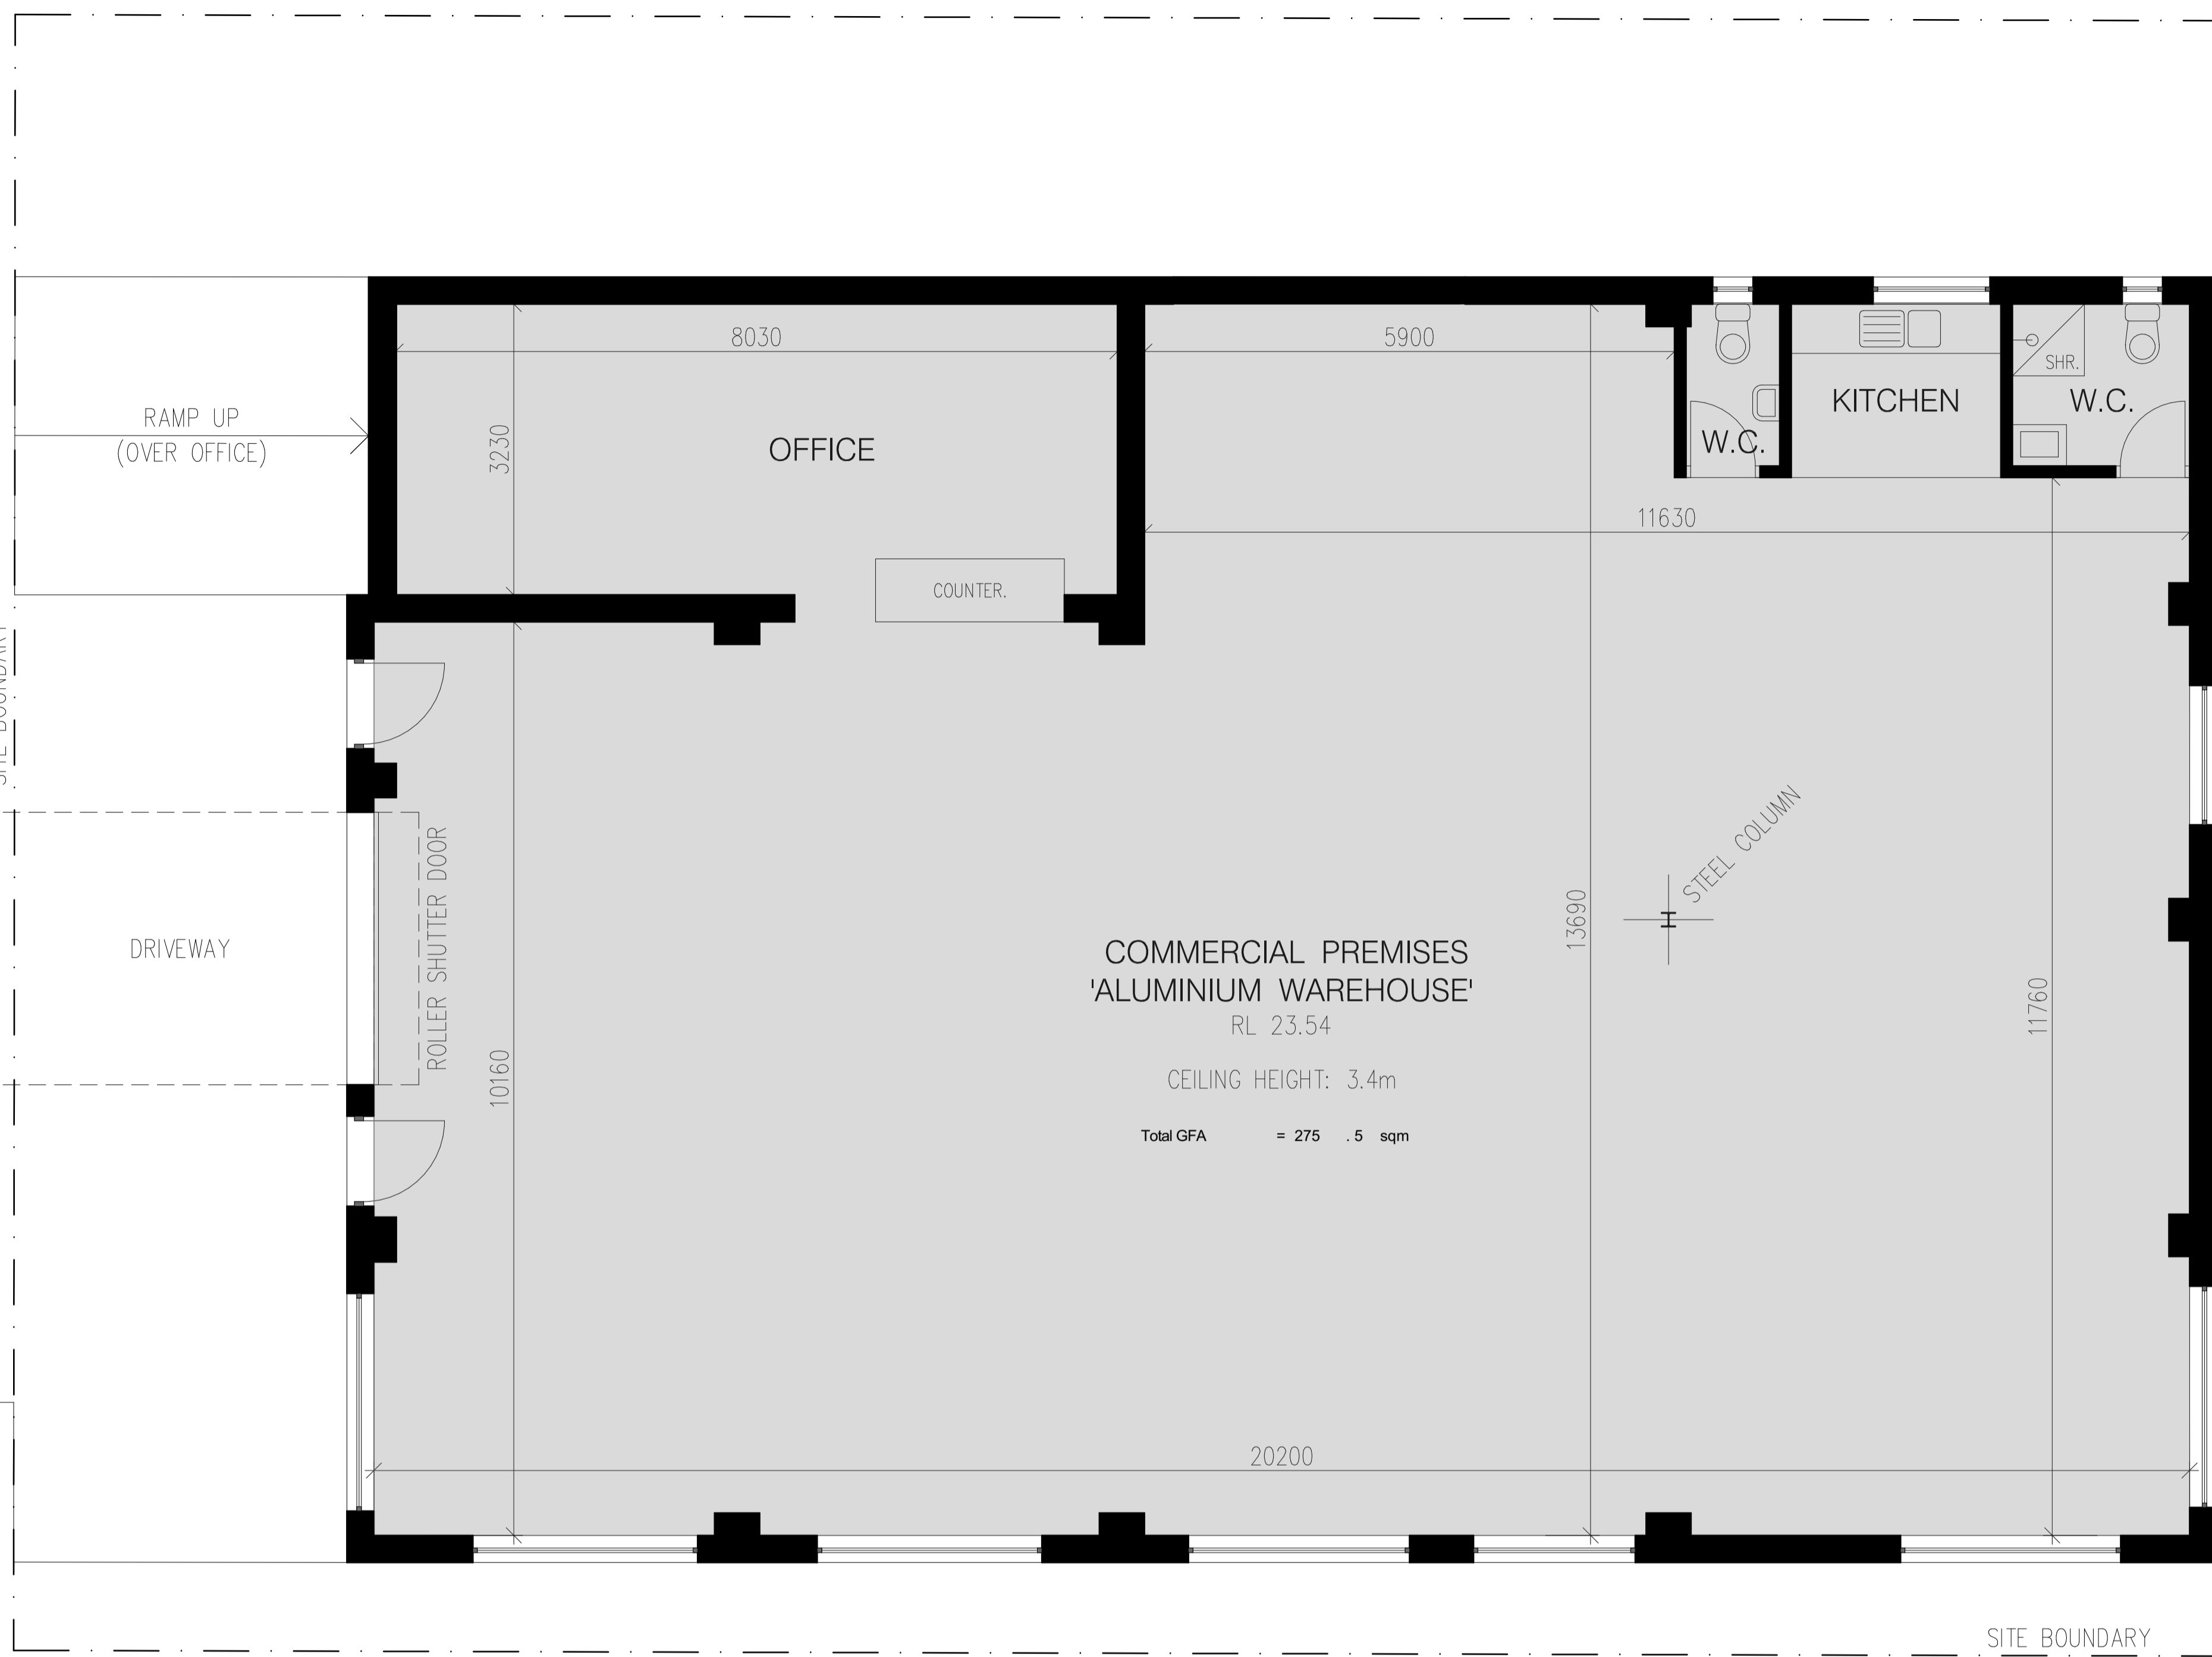 8030
5900
RAMP UP
(OVER OFFICE)
OFFICE
3230
SHR.
KITCHEN
W.C.
W.C.
11630
COUNTER.
SITE BOUNDARY
ROLLER SHUTTER DOOR
DRIVEWAY
STEEL COLUMN
13690
COMMERCIAL PREMISES
'ALUMINIUM WAREHOUSE'
RL 23.54
11760
CEILING HEIGHT: 3.4m
10160
Total GFA = 275 .5 sqm
20200
SITE BOUNDARY